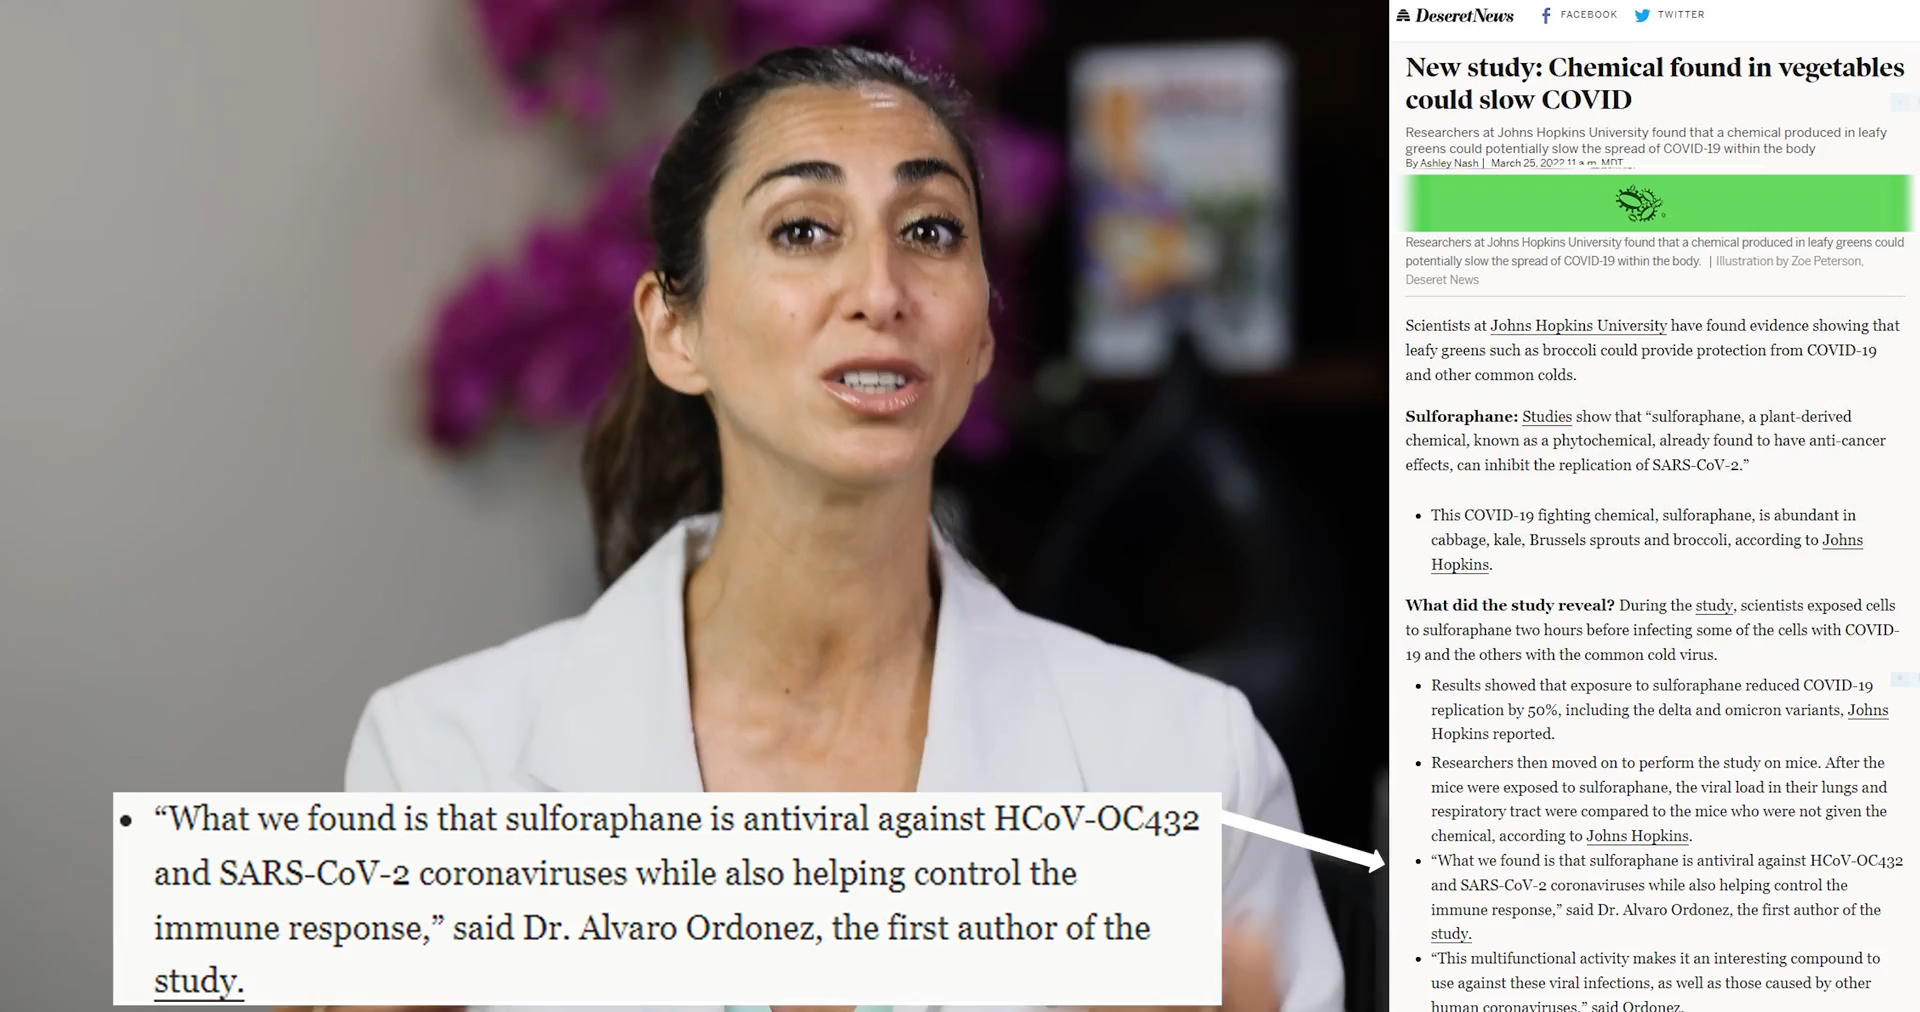 DeseretNews FACEBOOK TWITTER
New study: Chemical found in vegetables
could slow COVID
Researchers at Johns Hopkins University found that a chemical produced in leafy
greens could potentially slow the spread of COVID-19 within the body
By Ashley Nash | March 25, 2022 11 a.m. MDT
Researchers at Johns Hopkins University found that a chemical produced in leafy greens could
potentially slow the spread of COVID-19 within the body. | Illustration by Zoe Peterson,
Deseret News
Scientists at Johns Hopkins University have found evidence showing that
leafy greens such as broccoli could provide protection from COVID-19
and other common colds.
Sulforaphane: Studies show that “sulforaphane, a plant-derived
chemical, known as a phytochemical, already found to have anti-cancer
effects, can inhibit the replication of SARS-CoV-2.”
• This COVID-19 fighting chemical, sulforaphane, is abundant in
cabbage, kale, Brussels sprouts and broccoli, according to Johns
Hopkins.
What did the study reveal? During the study, scientists exposed cells
to sulforaphane two hours before infecting some of the cells with COVID-
19 and the others with the common cold virus.
• Results showed that exposure to sulforaphane reduced COVID-19
replication by 50%, including the delta and omicron variants, Johns
Hopkins reported.
• Researchers then moved on to perform the study on mice. After the
mice were exposed to sulforaphane, the viral load in their lungs and
respiratory tract were compared to the mice who were not given the
chemical, according to Johns Hopkins.
• “What we found is that sulforaphane is antiviral against HCoV-OC432
and SARS-CoV-2 coronaviruses while also helping control the
immune response,” said Dr. Alvaro Ordonez, the first author of the
study.
• “This multifunctional activity makes it an interesting compound to
use against these viral infections, as well as those caused by other
human coronaviruses,” said Ordonez.
• “What we found is that sulforaphane is antiviral against HCoV-OC432
and SARS-CoV-2 coronaviruses while also helping control the
immune response,” said Dr. Alvaro Ordonez, the first author of the
study.